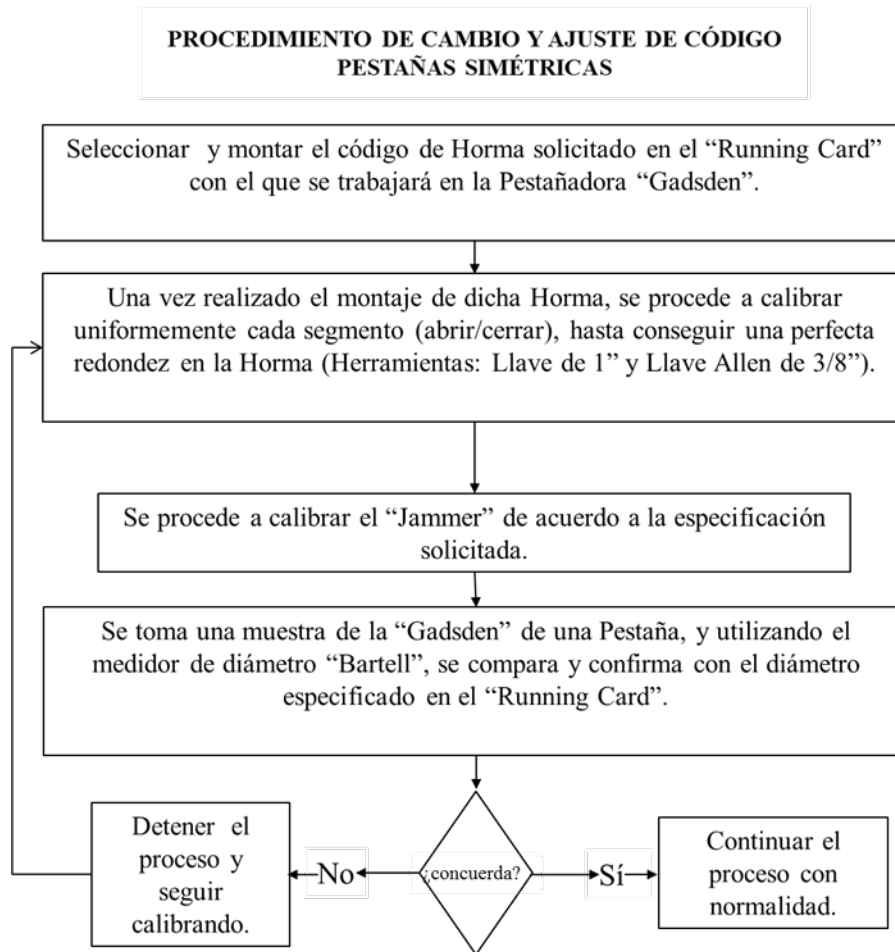 PROCEDIMIENTO DE CAMBIO Y AJUSTE DE CÓDIGO
PESTAÑAS SIMÉTRICAS
Seleccionar y montar el código de Horma solicitado en el “Running Card”
con el que se trabajará en la Pestañadora “Gadsden”.
Una vez realizado el montaje de dicha Horma, se procede a calibrar
uniformemente cada segmento (abrir/cerrar), hasta conseguir una perfecta
redondez en la Horma (Herramientas: Llave de 1” y Llave Allen de 3/8”).
Se procede a calibrar el “Jammer” de acuerdo a la especificación
solicitada.
Se toma una muestra de la “Gadsden” de una Pestaña, y utilizando el
medidor de diámetro “Bartell”, se compara y confirma con el diámetro
especificado en el “Running Card”.
Detener el
proceso y
seguir
calibrando.
No
¿concuerda?
Sí
Continuar el
proceso con
normalidad.